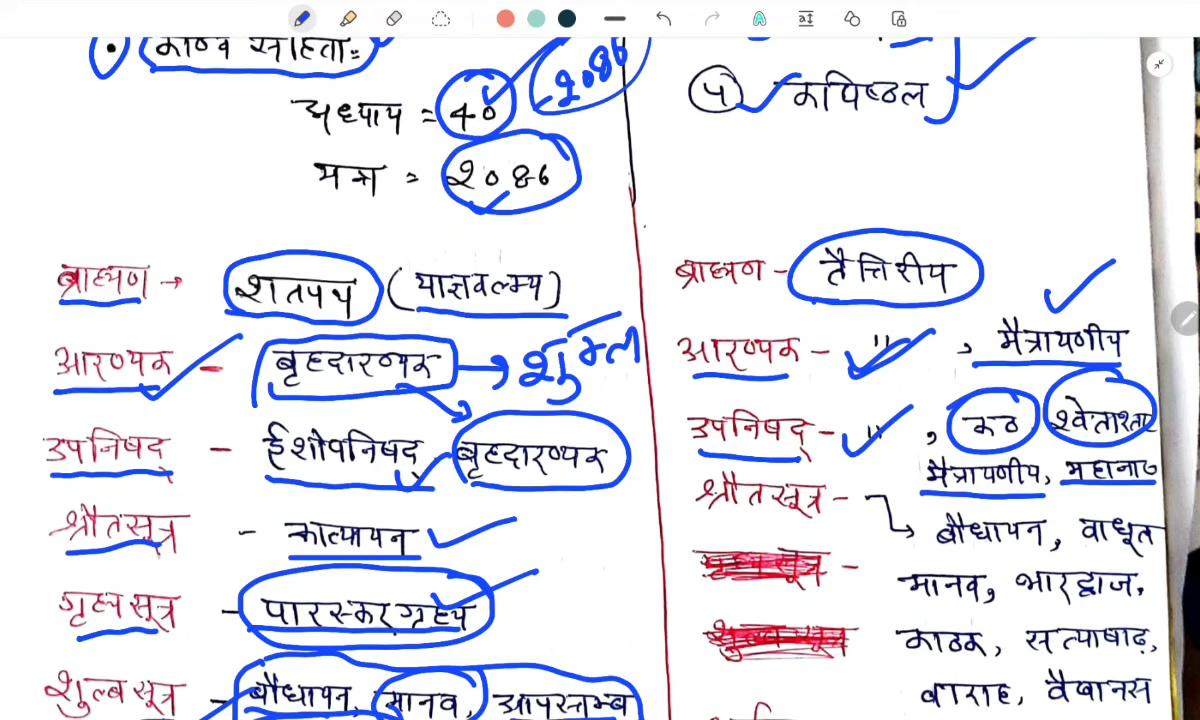 काण्व संहिता:
अध्याय = 40
2086
मन्त्र = 2086
ब्राह्मण → शतपथ (याज्ञवल्क्य)
आरण्यक - बृहदारण्यक → शुक्ल
उपनिषद् - ईशोपनिषद् बृहदारण्यक
श्रौतसूत्र - कात्यायन
गृह्यसूत्र - पारस्करगृह्य
शुल्बसूत्र - बौधायन, मानव, आपस्तम्ब
५ कपिष्ठल
ब्राह्मण - तैत्तिरीय
आरण्यक - ", मैत्रायणीय
उपनिषद् - ", कठ श्वेताश्वतर
मैत्रायणीय, महाना०
श्रौतसूत्र -
बौधायन, वाधूल
मानव, भारद्वाज,
काठक, सत्याषाढ़,
वाराह, वैखानस